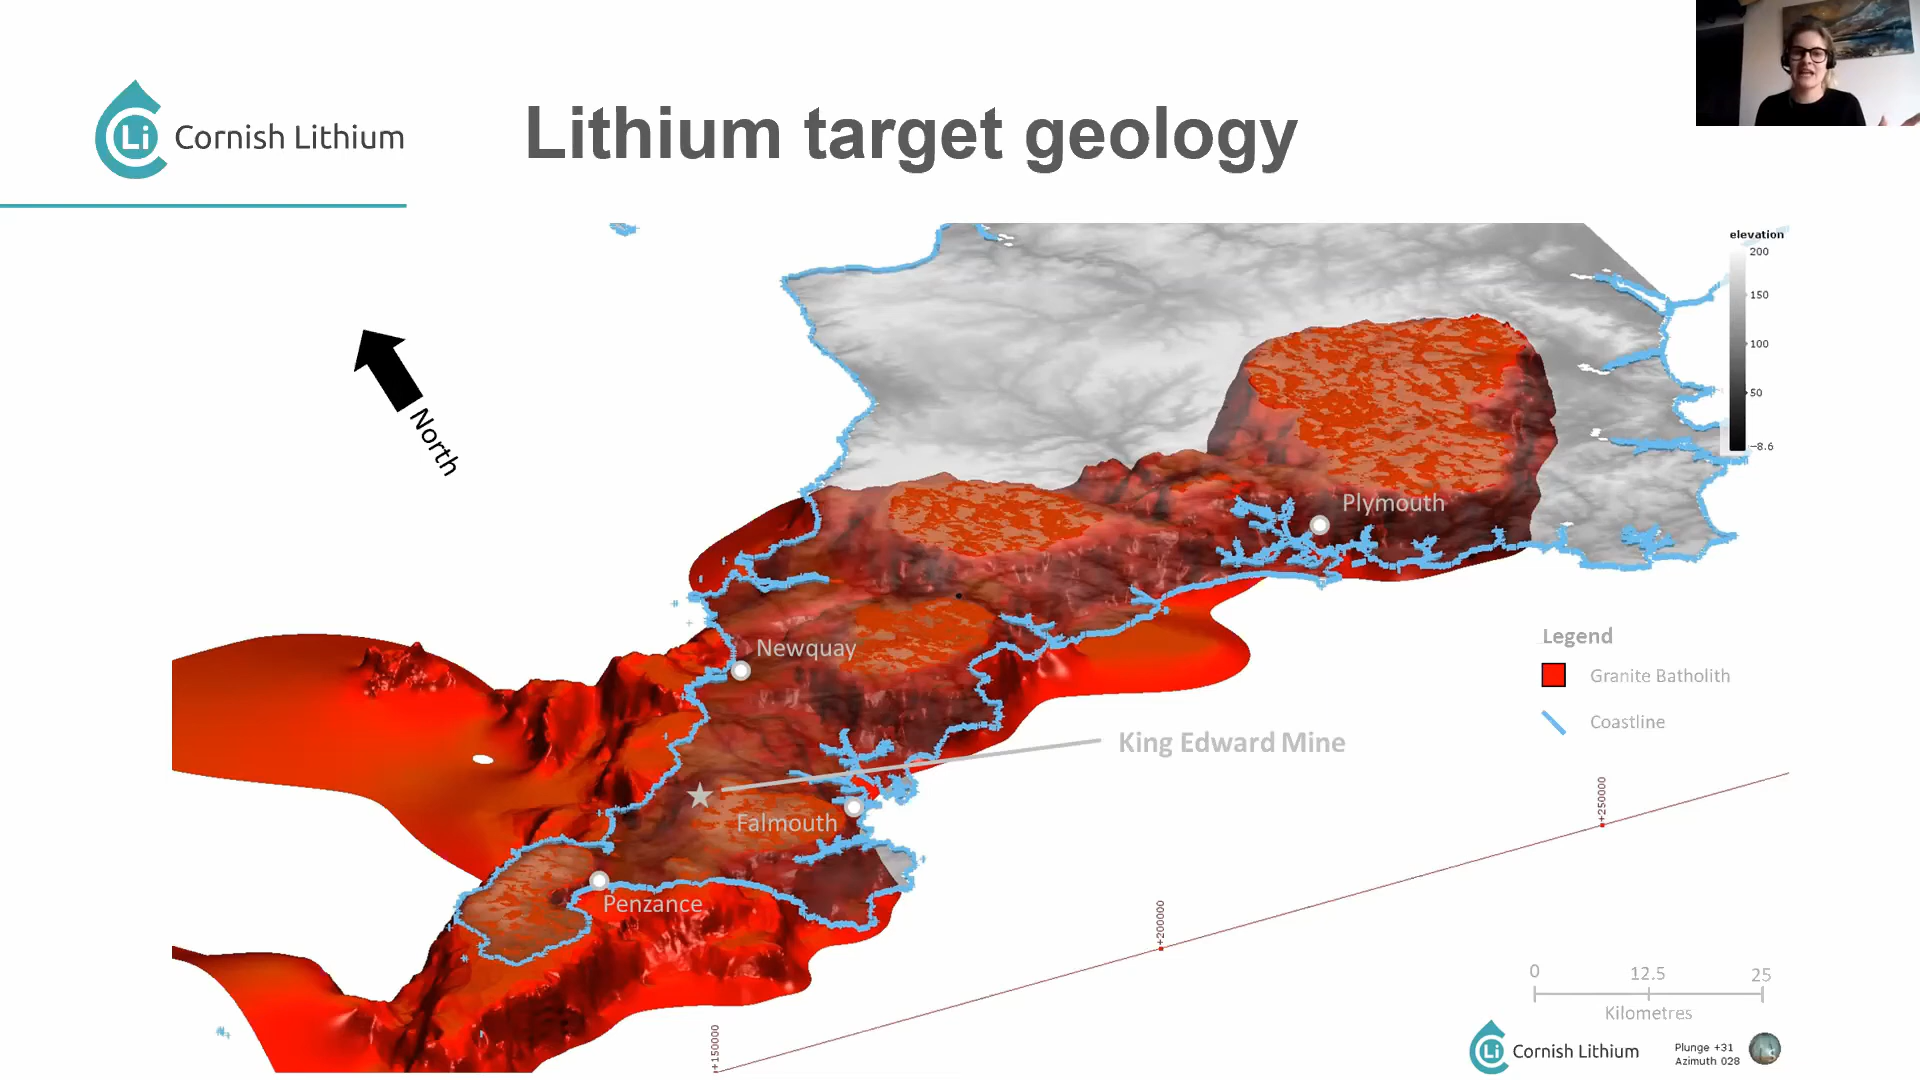 Li Cornish Lithium
Lithium target geology
elevation
200
150
100
50
-8.6
North
Plymouth
Newquay
Legend
Granite Batholith
Coastline
King Edward Mine
Falmouth
Penzance
+250000
+200000
+150000
0 12.5 25
Kilometres
Li Cornish Lithium
Plunge +31
Azimuth 028